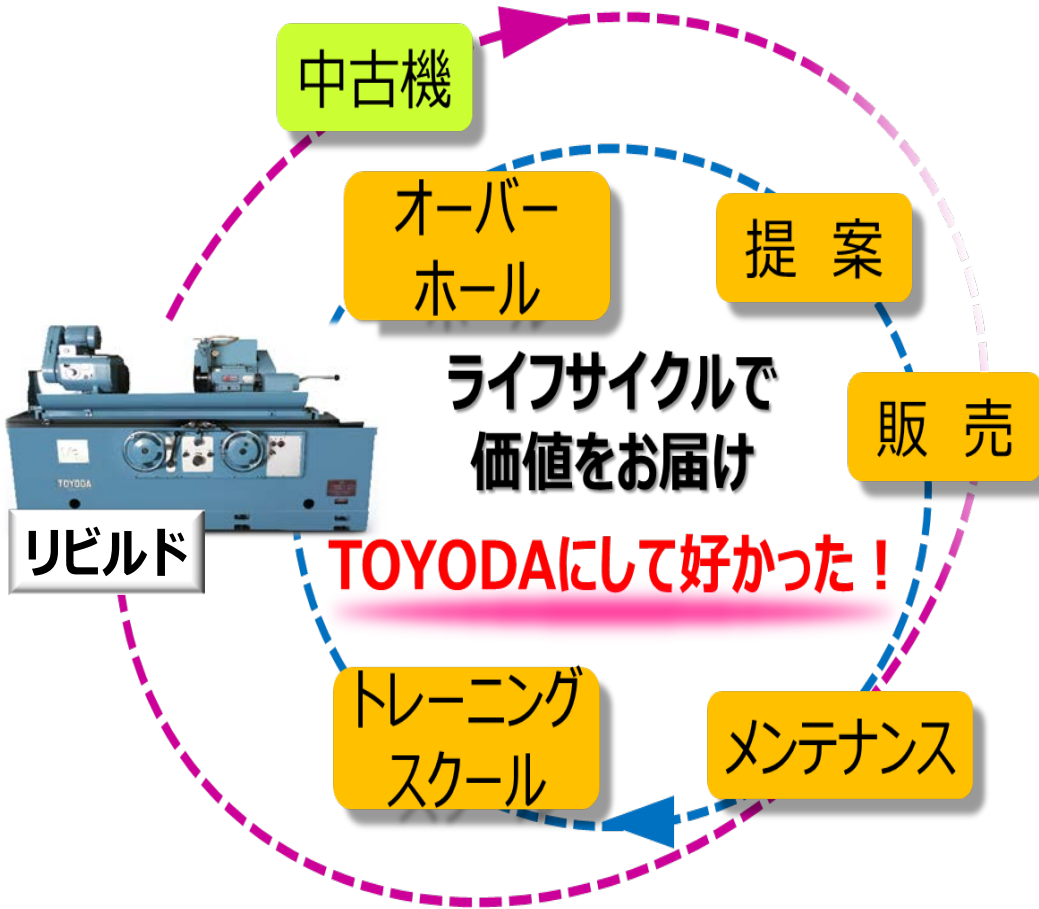 中古機
オーバー
ホール
提 案
ライフサイクルで
価値をお届け
販 売
TOYODA
リビルド
TOYODAにして好かった！
トレーニング
スクール
メンテナンス